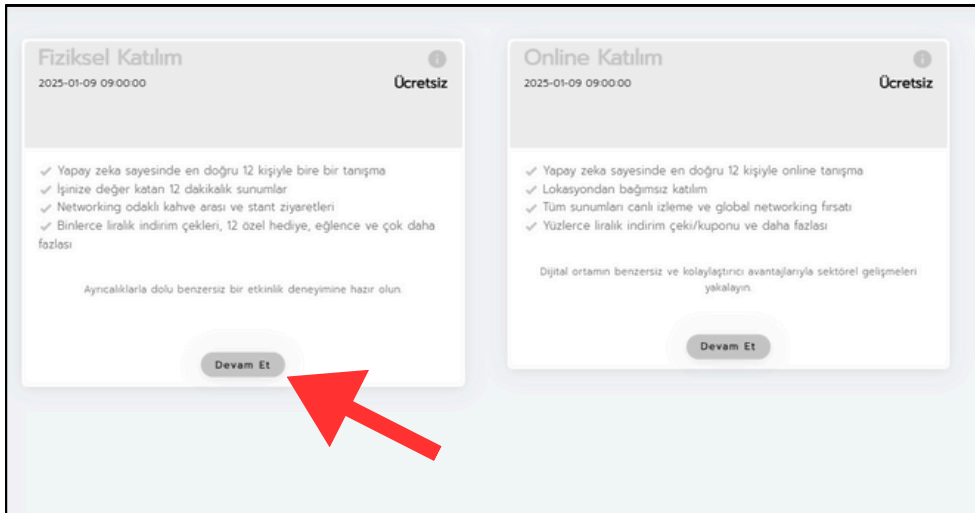 Fiziksel Katılım
2025-01-09 09:00:00
Ücretsiz
Yapay zeka sayesinde en doğru 12 kişiyle bire bir tanışma
İşinize değer katan 12 dakikalık sunumlar
Networking odaklı kahve arası ve stant ziyaretleri
Binlerce liralık indirim çekleri, 12 özel hediye, eğlence ve çok daha
fazlası
Ayrıcalıklarla dolu benzersiz bir etkinlik deneyimine hazır olun.
Devam Et
Online Katılım
2025-01-09 09:00:00
Ücretsiz
Yapay zeka sayesinde en doğru 12 kişiyle online tanışma
Lokasyondan bağımsız katılım
Tüm sunumları canlı izleme ve global networking fırsatı
Yüzlerce liralık indirim çeki/kuponu ve daha fazlası
Dijital ortamın benzersiz ve kolaylaştırıcı avantajlarıyla sektörel gelişmeleri
yakalayın.
Devam Et